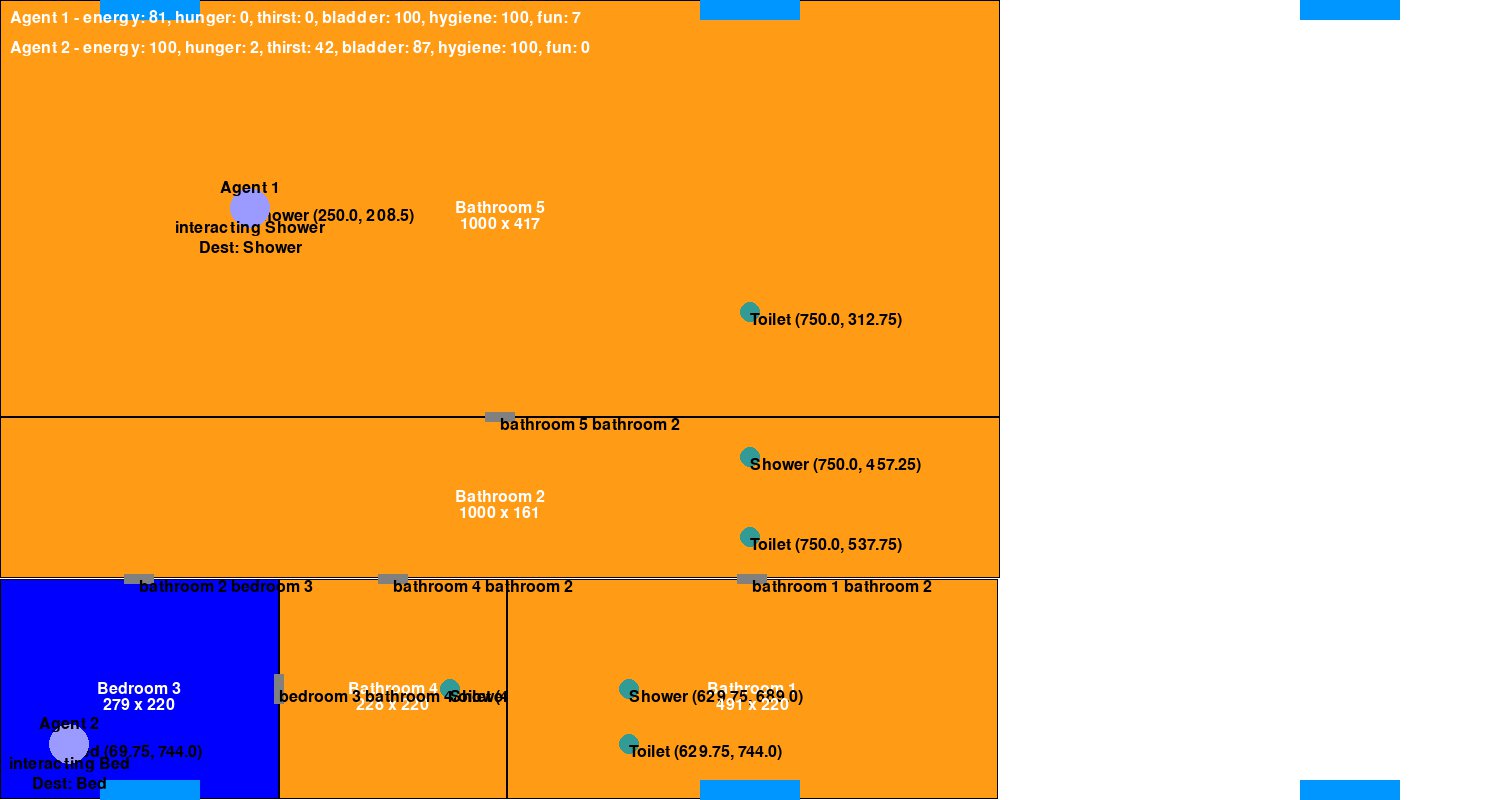 Agent 1 - energy: 81, hunger: 0, thirst: 0, bladder: 100, hygiene: 100, fun: 7
Agent 2 - energy: 100, hunger: 2, thirst: 42, bladder: 87, hygiene: 100, fun: 0
Agent 1
(250.0, 208.5)
interacting Shower
Dest: Shower
Bathroom 5
1000 x 417
Toilet (750.0, 312.75)
bathroom 5 bathroom 2
Shower (750.0, 457.25)
Bathroom 2
1000 x 161
Toilet (750.0, 537.75)
bathroom 2 bedroom 3
bathroom 4 bathroom 2
bathroom 1 bathroom 2
Bedroom 3
279 x 220
bedroom 3 bathroom 4
Bathroom 4
228 x 220
Shower (629.75, 689.0)
Bathroom 1
491 x 220
Agent 2
(69.75, 744.0)
interacting Bed
Dest: Bed
Toilet (629.75, 744.0)